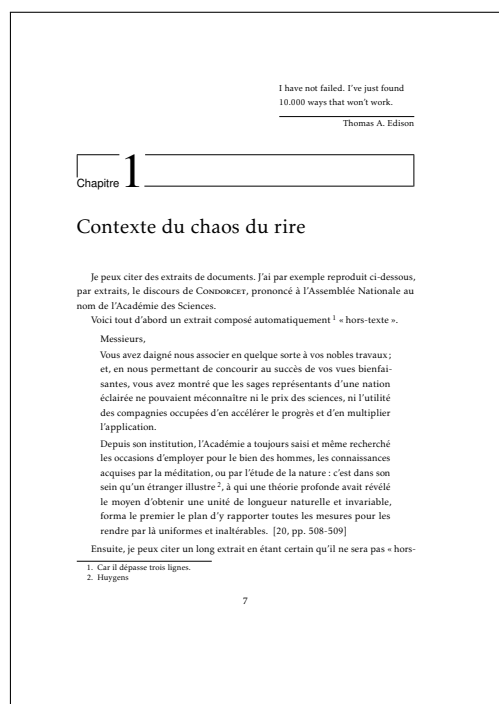 I have not failed. I've just found
10.000 ways that won't work.
Thomas A. Edison
Chapitre 1
Contexte du chaos du rire
Je peux citer des extraits de documents. J'ai par exemple reproduit ci-dessous,
par extraits, le discours de Condorcet, prononcé à l'Assemblée Nationale au
nom de l'Académie des Sciences.
Voici tout d'abord un extrait composé automatiquement 1 « hors-texte ».
Messieurs,
Vous avez daigné nous associer en quelque sorte à vos nobles travaux ;
et, en nous permettant de concourir au succès de vos vues bienfai-
santes, vous avez montré que les sages représentants d'une nation
éclairée ne pouvaient méconnaître ni le prix des sciences, ni l'utilité
des compagnies occupées d'en accélérer le progrès et d'en multiplier
l'application.
Depuis son institution, l'Académie a toujours saisi et même recherché
les occasions d'employer pour le bien des hommes, les connaissances
acquises par la méditation, ou par l'étude de la nature : c'est dans son
sein qu'un étranger illustre 2, à qui une théorie profonde avait révélé
le moyen d'obtenir une unité de longueur naturelle et invariable,
forma le premier le plan d'y rapporter toutes les mesures pour les
rendre par là uniformes et inaltérables. [20, pp. 508-509]
Ensuite, je peux citer un long extrait en étant certain qu'il ne sera pas « hors-
1. Car il dépasse trois lignes.
2. Huygens
7